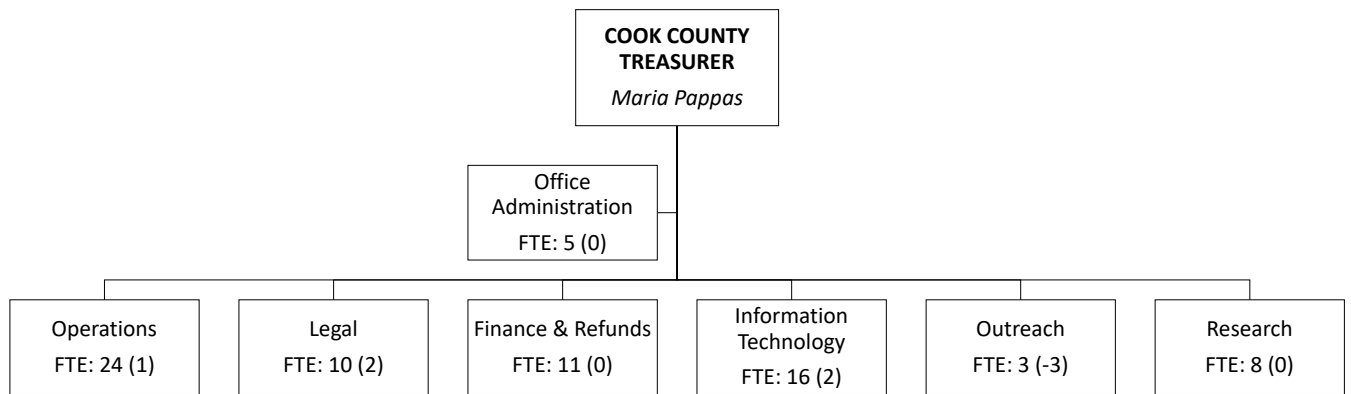 COOK COUNTY
TREASURER
Maria Pappas
Office
Administration
FTE: 5 (0)
Operations
FTE: 24 (1)
Legal
FTE: 10 (2)
Finance & Refunds
FTE: 11 (0)
Information
Technology
FTE: 16 (2)
Outreach
FTE: 3 (-3)
Research
FTE: 8 (0)